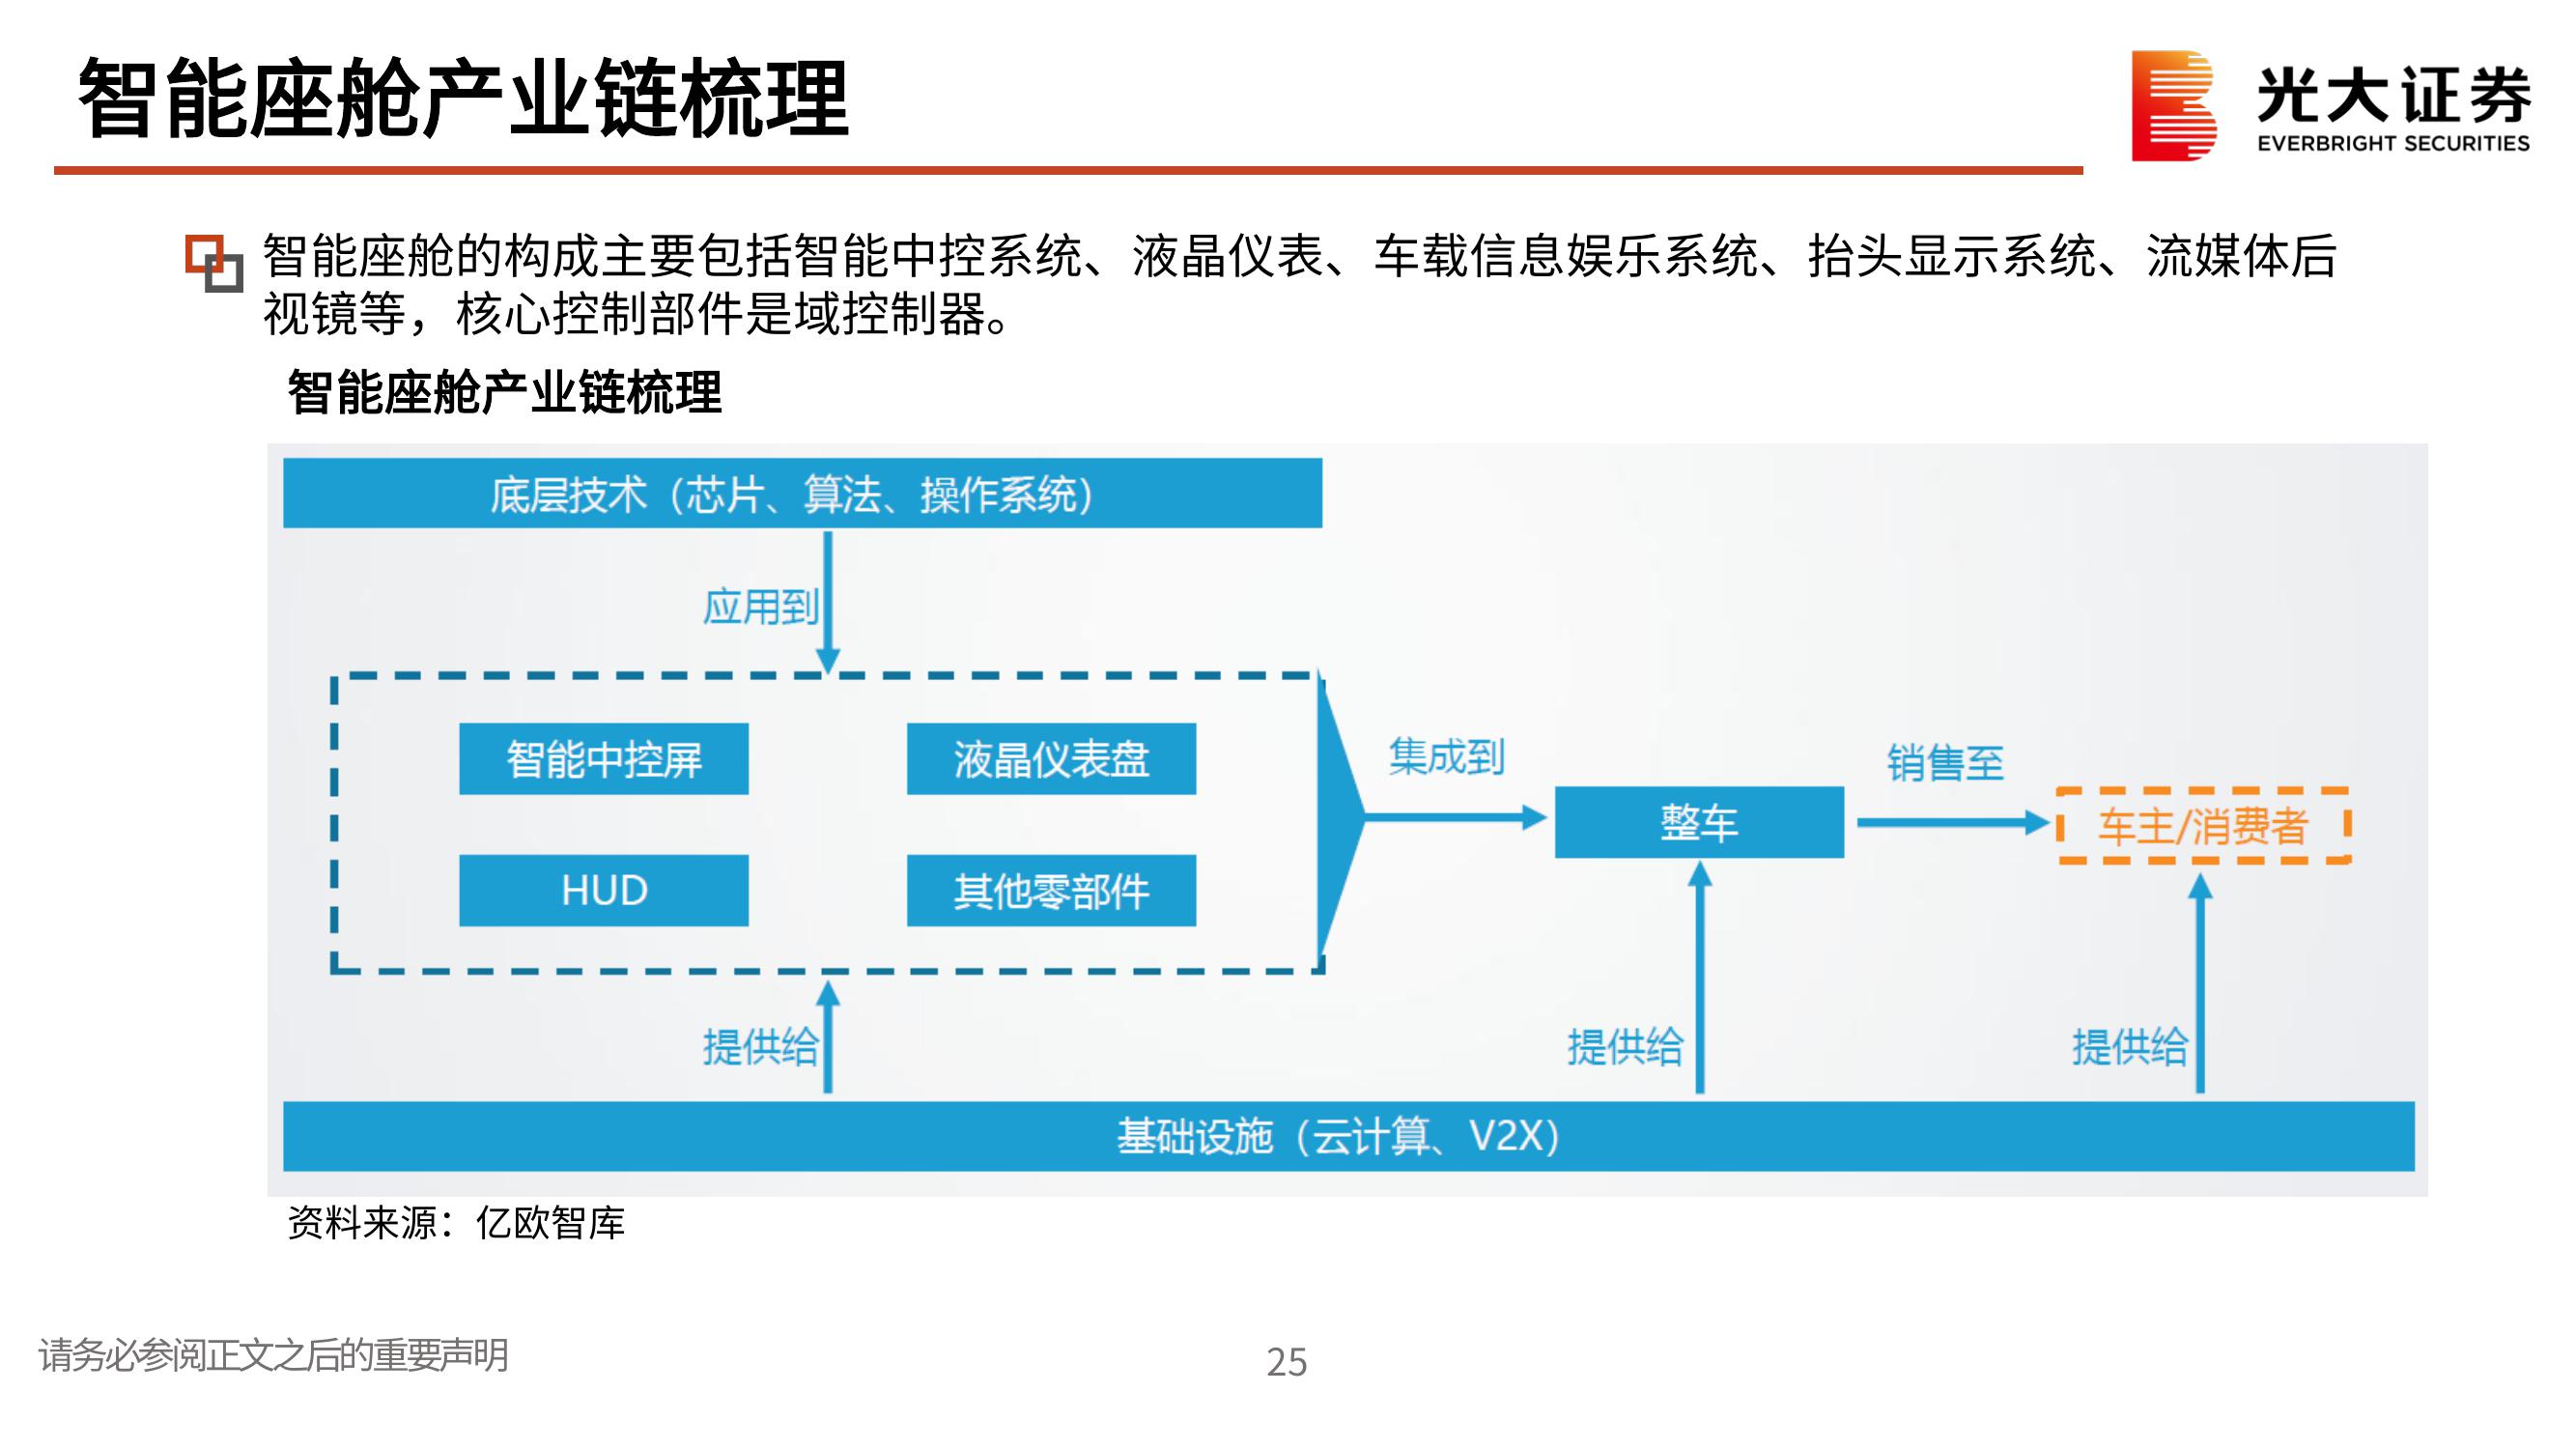 智能座舱产业链梳理
光大证券
EVERBRIGHT SECURITIES
智能座舱的构成主要包括智能中控系统、液晶仪表、车载信息娱乐系统、抬头显示系统、流媒体后
视镜等，核心控制部件是域控制器。
智能座舱产业链梳理
底层技术（芯片、算法、操作系统）
应用到
智能中控屏
液晶仪表盘
HUD
其他零部件
集成到
整车
销售至
车主/消费者
提供给
提供给
提供给
基础设施（云计算、V2X）
资料来源：亿欧智库
请务必参阅正文之后的重要声明
25